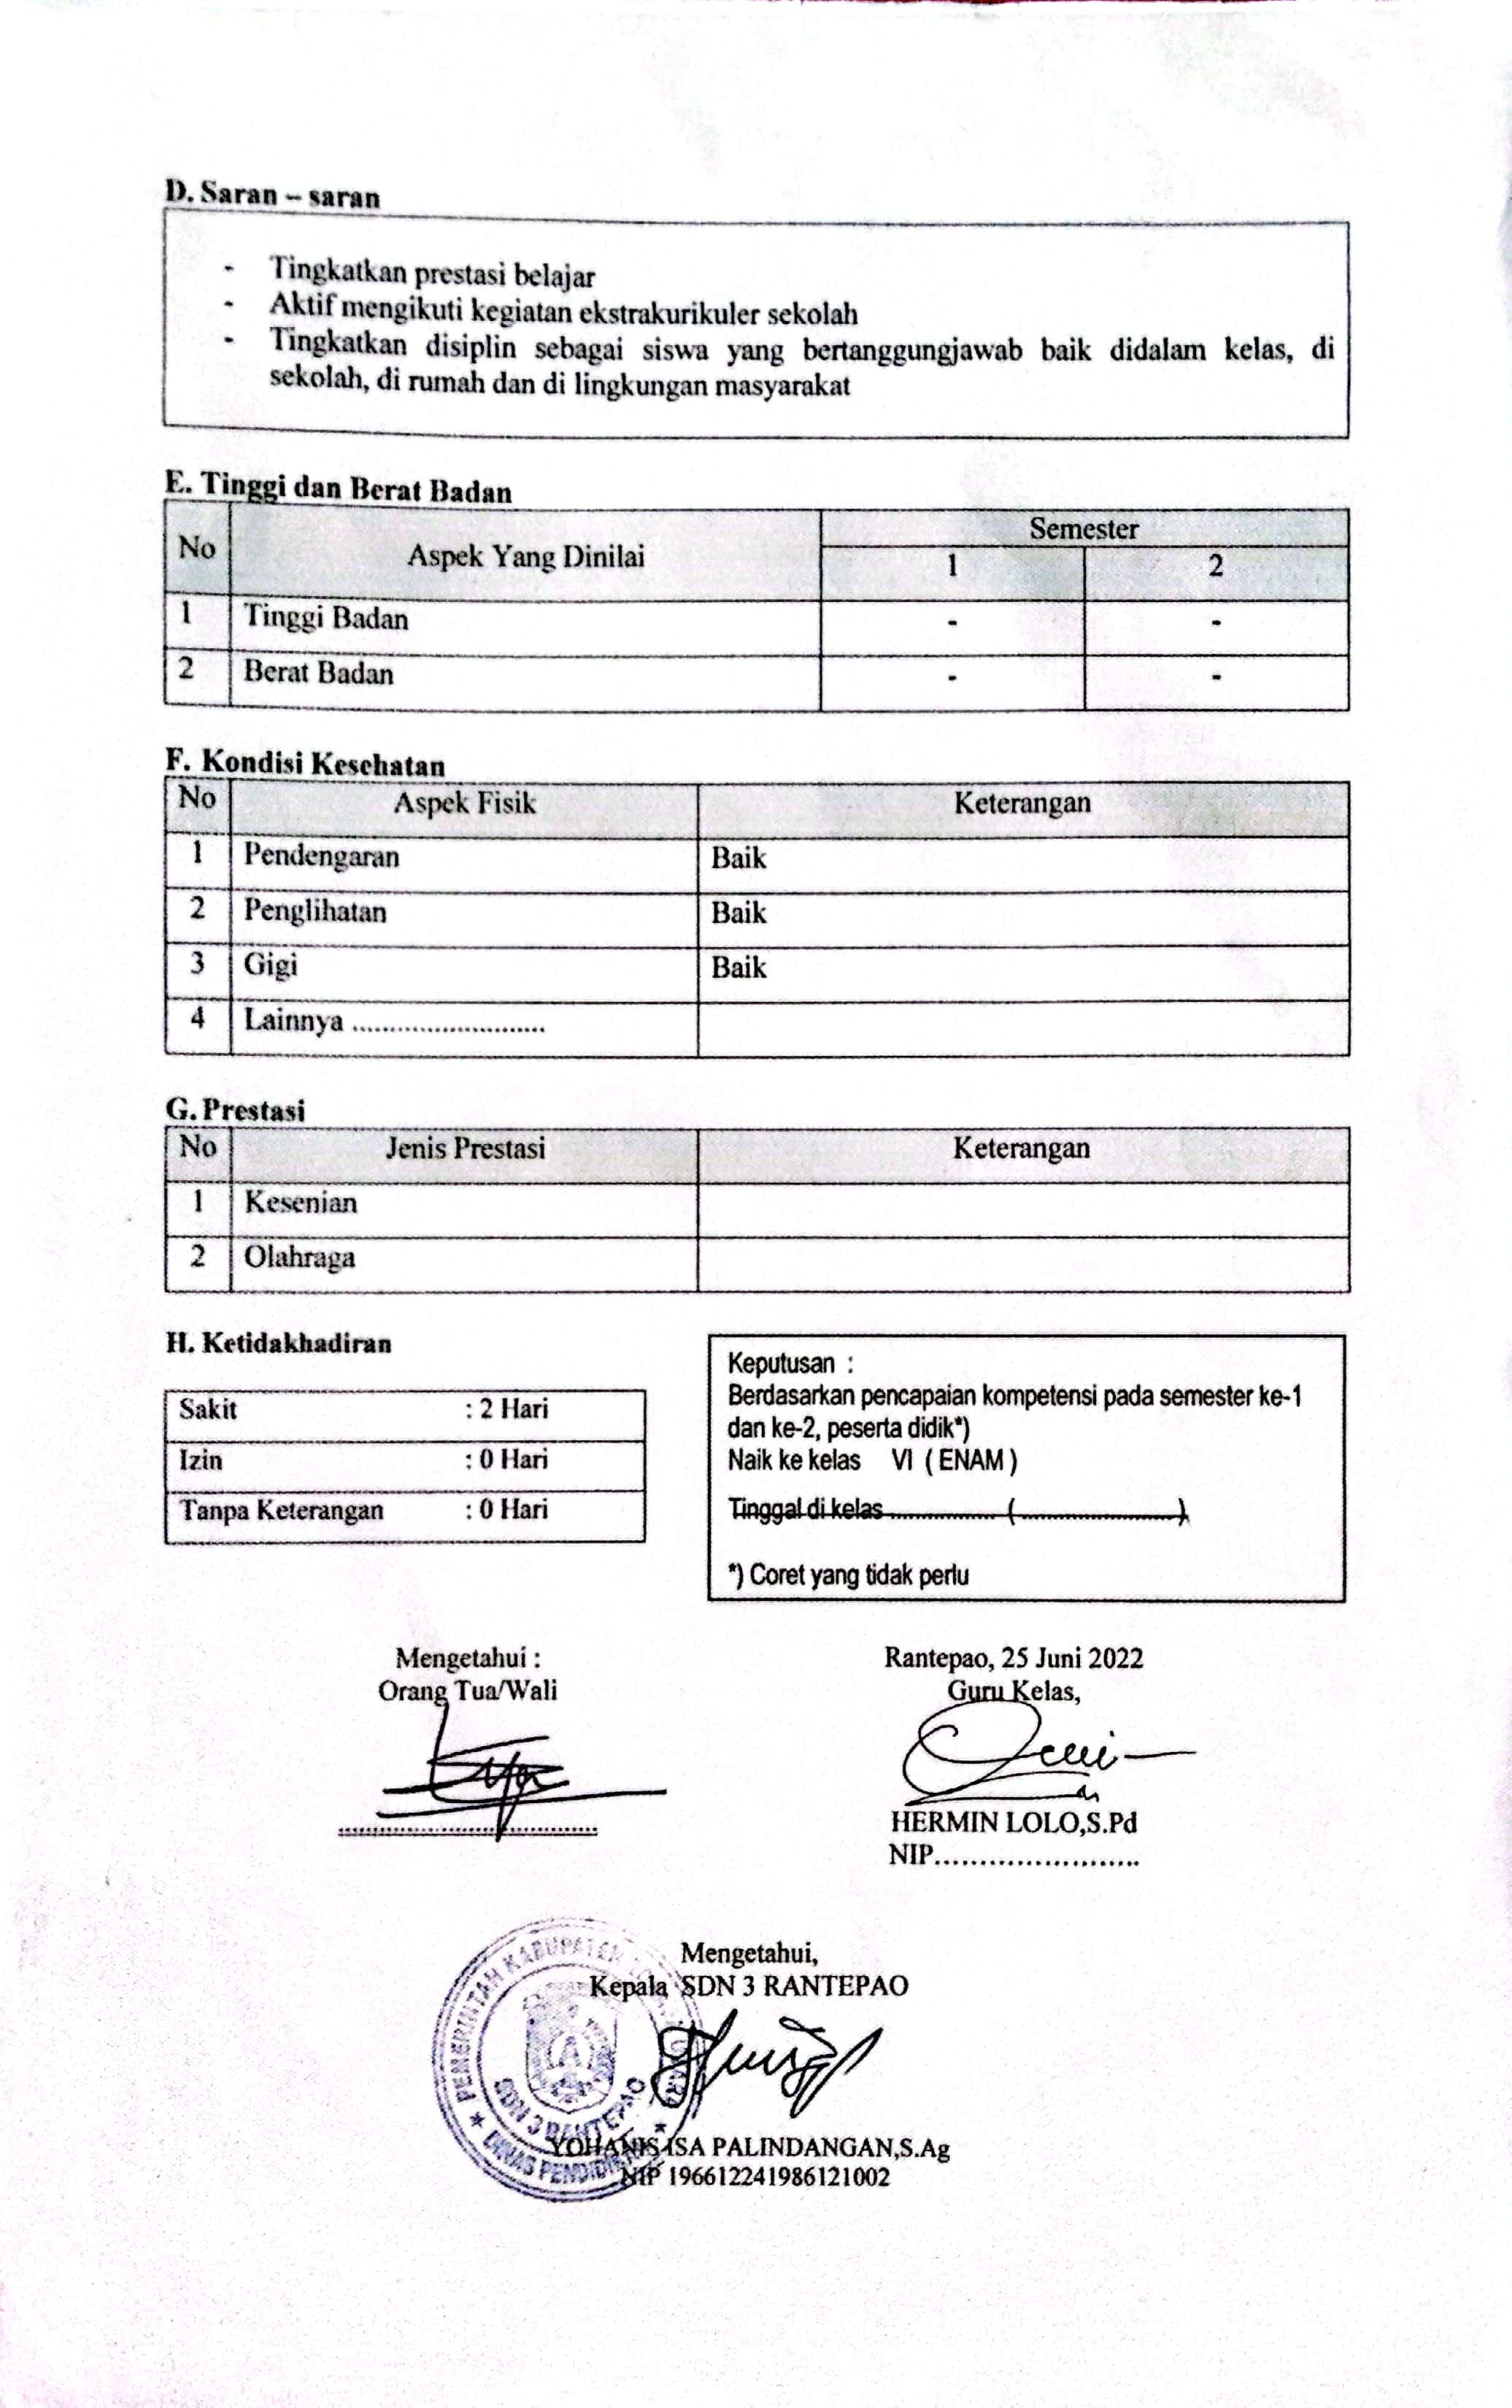 D. Saran – saran
- Tingkatkan prestasi belajar
- Aktif mengikuti kegiatan ekstrakurikuler sekolah
- Tingkatkan disiplin sebagai siswa yang bertanggungjawab baik didalam kelas, di
sekolah, di rumah dan di lingkungan masyarakat
E. Tinggi dan Berat Badan
No Aspek Yang Dinilai Semester
1 2
1 Tinggi Badan - -
2 Berat Badan - -
F. Kondisi Kesehatan
No Aspek Fisik Keterangan
1 Pendengaran Baik
2 Penglihatan Baik
3 Gigi Baik
4 Lainnya ..........................
G. Prestasi
No Jenis Prestasi Keterangan
1 Kesenian
2 Olahraga
H. Ketidakhadiran
Sakit : 2 Hari
Izin : 0 Hari
Tanpa Keterangan : 0 Hari
Keputusan :
Berdasarkan pencapaian kompetensi pada semester ke-1
dan ke-2, peserta didik*)
Naik ke kelas VI ( ENAM )
Tinggal di kelas .................... (..............................)
*) Coret yang tidak perlu
Mengetahui :
Orang Tua/Wali
Rantepao, 25 Juni 2022
Guru Kelas,
HERMIN LOLO,S.Pd
NIP.......................
Mengetahui,
Kepala SDN 3 RANTEPAO
PEMERINTAH KABUPATEN
SDN 3 RANTEPAO
DINAS PENDIDIKAN
YOHANIS ISA PALINDANGAN,S.Ag
NIP 196612241986121002